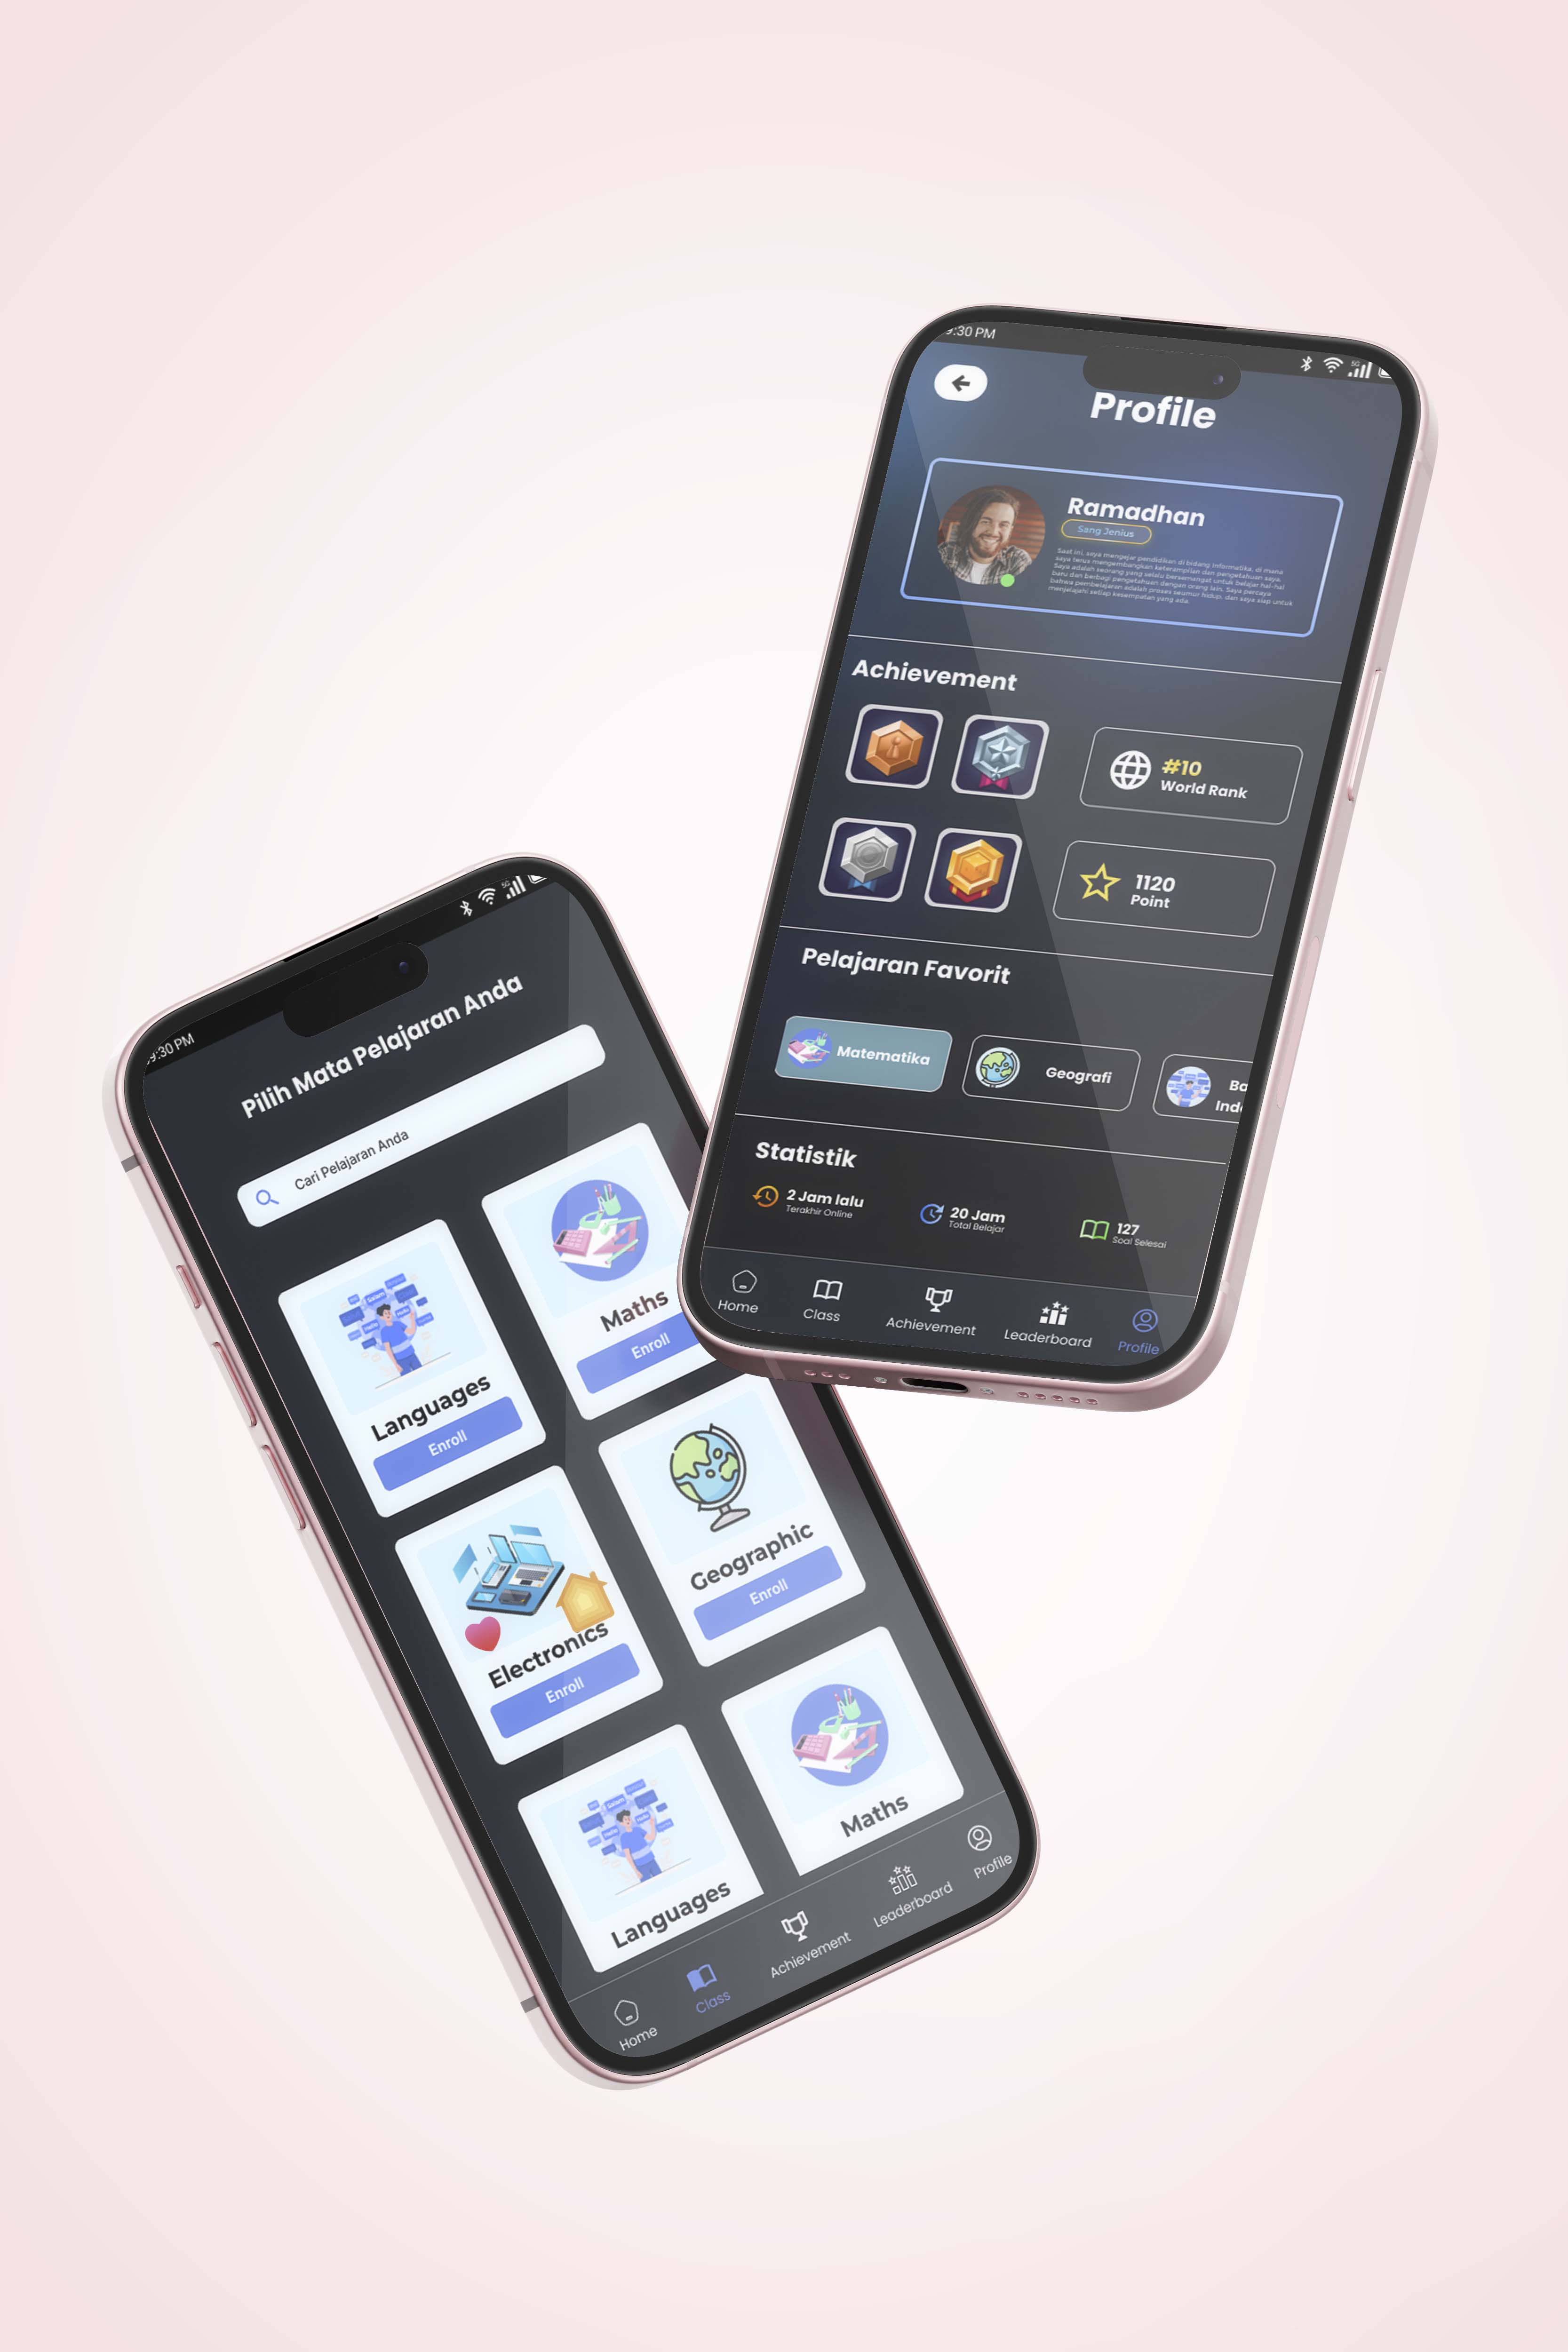 9:30 PM
5G
Profile
Ramadhan
Sang Jenius
Saat ini, saya mengejar pendidikan di bidang informatika, di mana
saya terus mengembangkan keterampilan dan pengetahuan saya.
Saya adalah seorang yang selalu bersemangat untuk belajar hal-hal
baru dan berbagi pengetahuan dengan orang lain. Saya percaya
bahwa pembelajaran adalah proses seumur hidup, dan saya siap untuk
menjelajahi setiap kesempatan yang ada.
Achievement
#10
World Rank
1120
Point
Pelajaran Favorit
Matematika
Geografi
Ba
Indo
Statistik
2 Jam lalu
Terakhir Online
20 Jam
Total Belajar
127
Soal Selesai
Home
Class
Achievement
Leaderboard
Profile
9:30 PM
5G
Pilih Mata Pelajaran Anda
Cari Pelajaran Anda
Languages
Enroll
Maths
Enroll
Electronics
Enroll
Geographic
Enroll
Languages
Maths
Home
Class
Achievement
Leaderboard
Profile